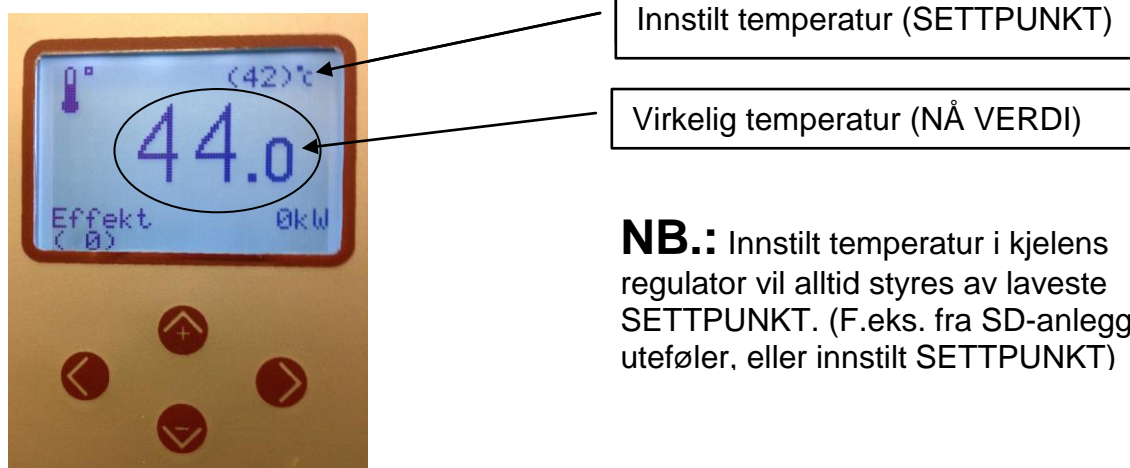 Innstilt temperatur (SETTPUNKT)
(42)°c
44.0
Effekt 0kW
( 0)
+
-
Virkelig temperatur (NÅ VERDI)
NB.: Innstilt temperatur i kjelens
regulator vil alltid styres av laveste
SETTPUNKT. (F.eks. fra SD-anlegg
uteføler, eller innstilt SETTPUNKT)